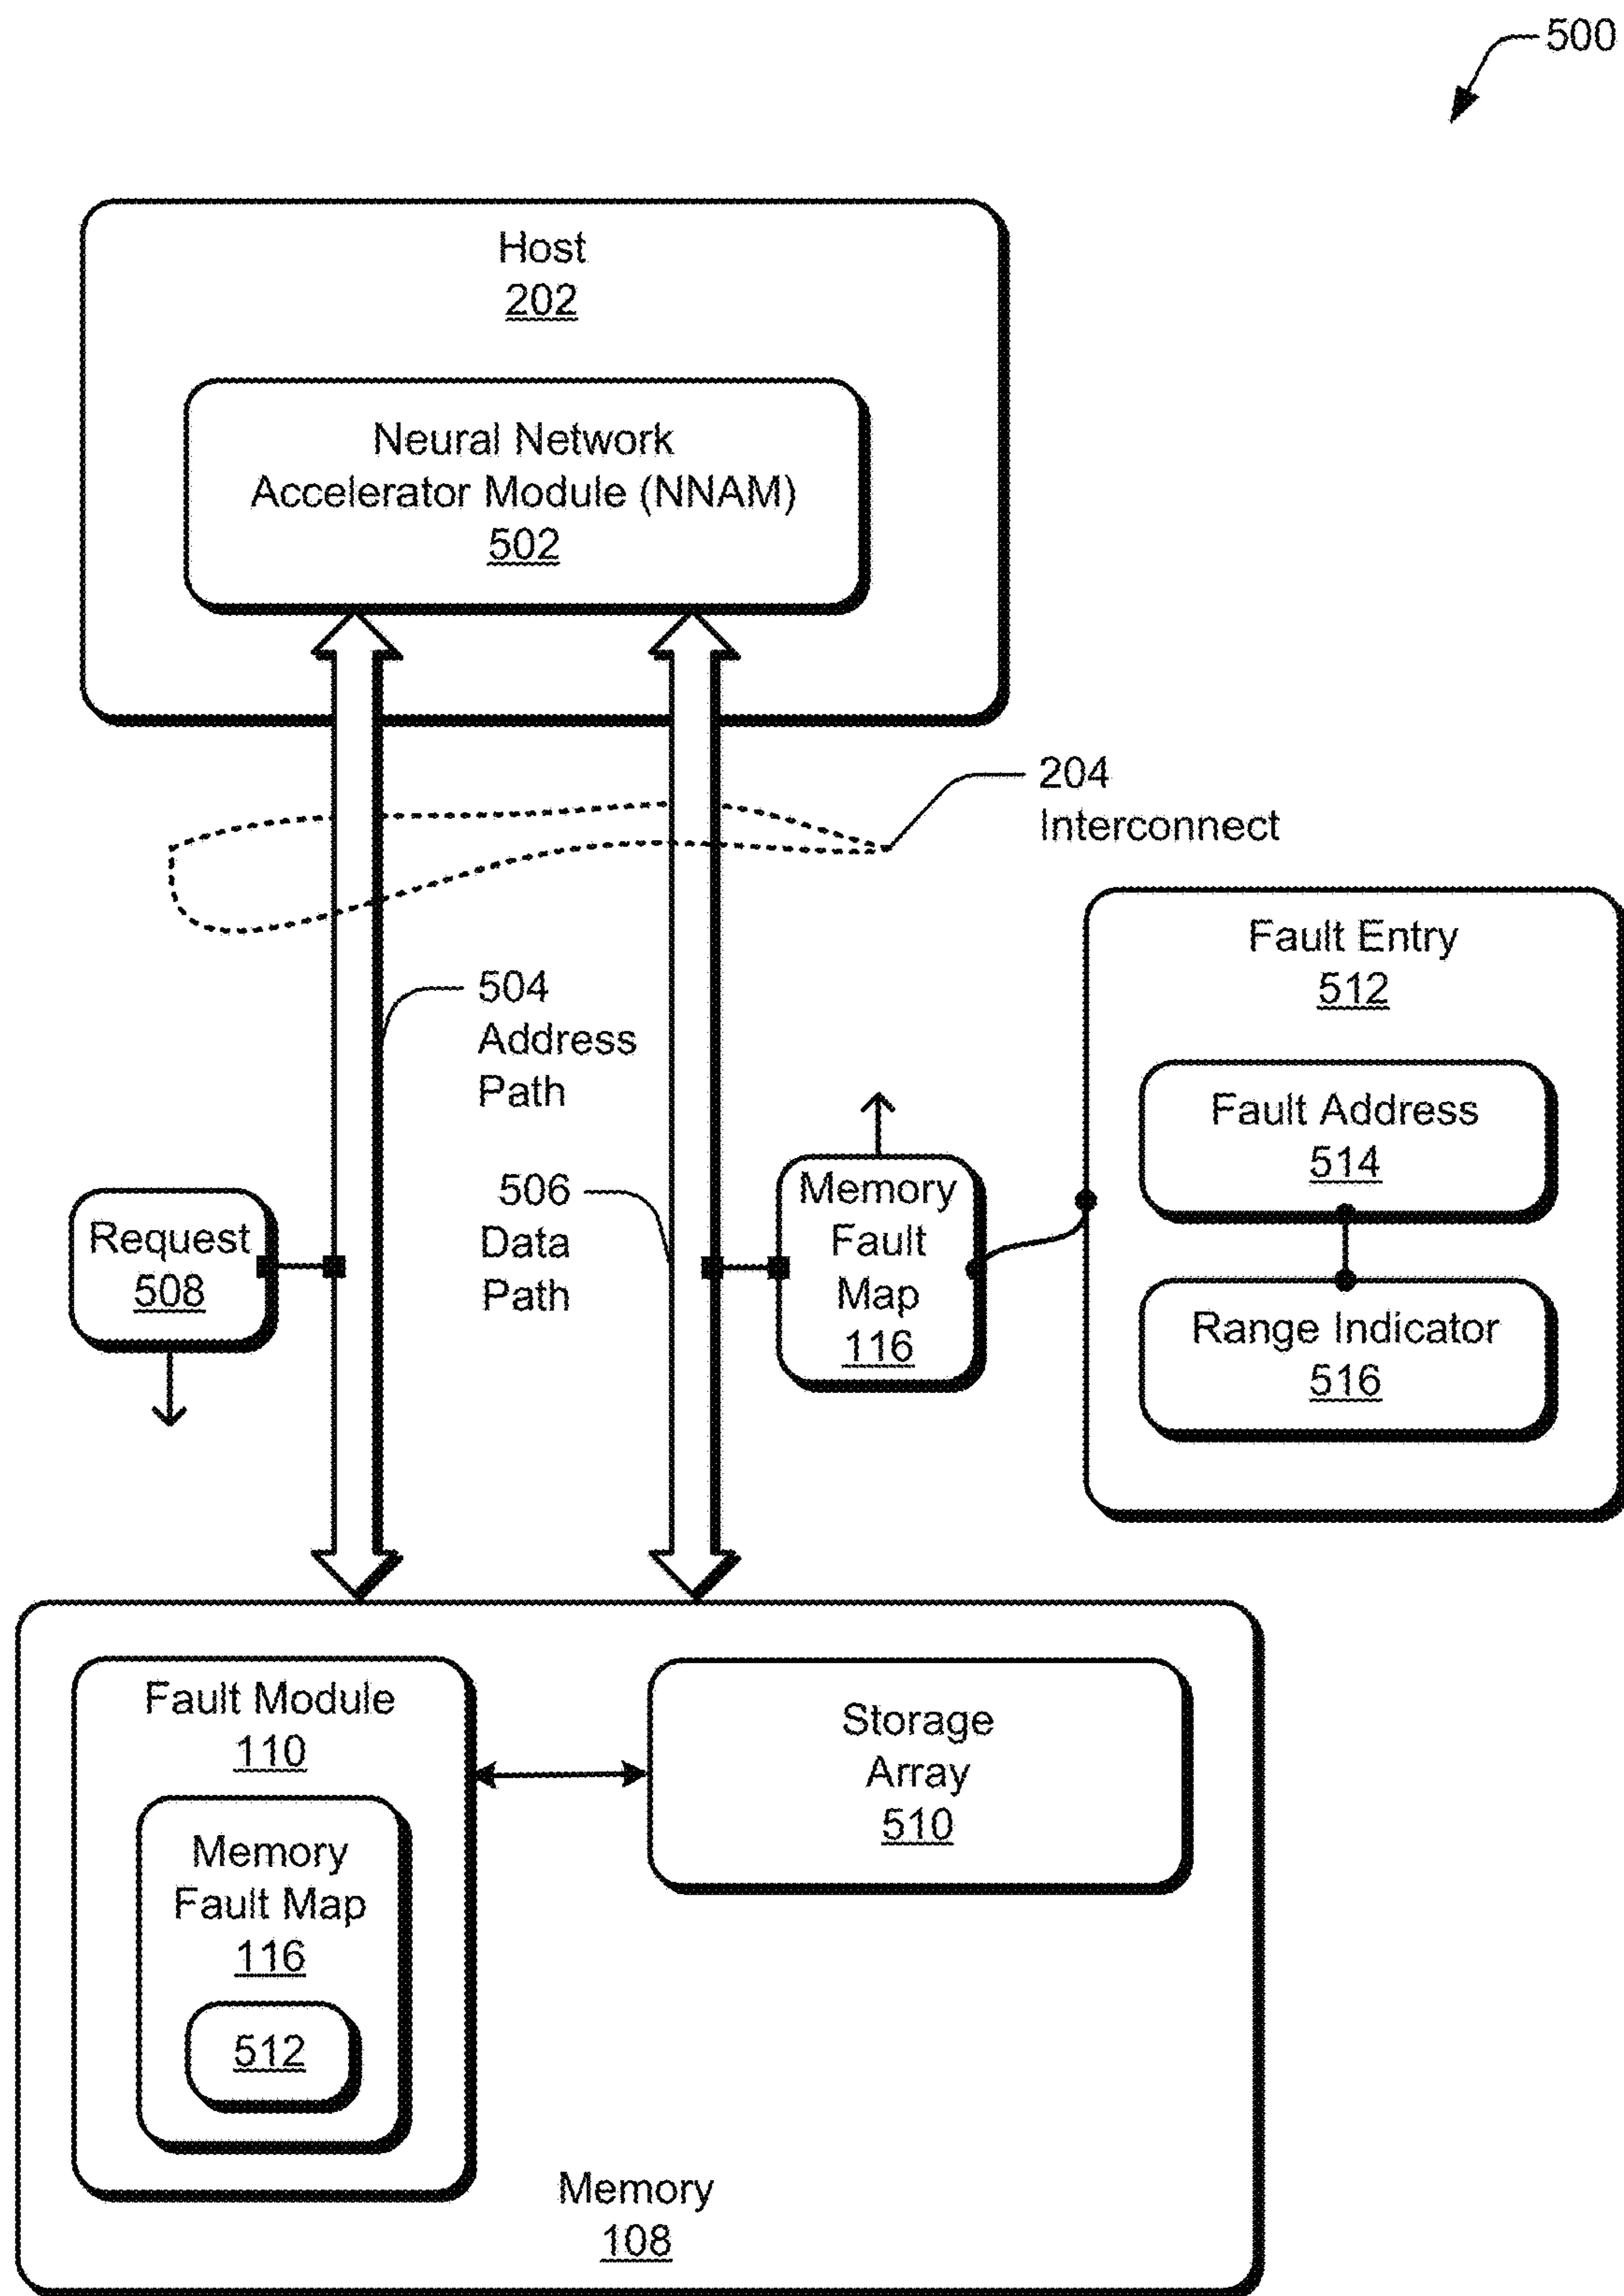 500
Host
202
Neural Network
Accelerator Module (NNAM)
502
204
Interconnect
504
Address
Path
506
Data
Path
Request
508
Memory
Fault
Map
116
Fault Entry
512
Fault Address
514
Range Indicator
516
Fault Module
110
Memory
Fault Map
116
512
Storage
Array
510
Memory
108